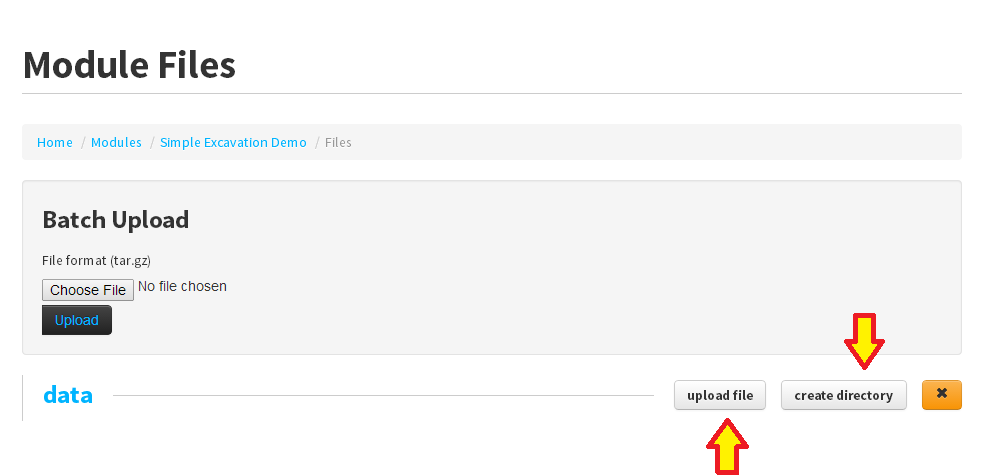 Module Files
Home / Modules / Simple Excavation Demo / Files
Batch Upload
File format (tar.gz)
Choose File No file chosen
Upload
data upload file create directory ✖